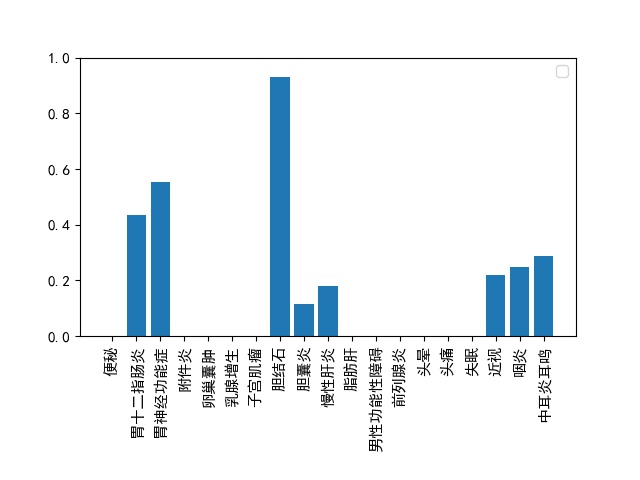 1.0
0.8
0.6
0.4
0.2
0.0
便秘
胃十二指肠炎
胃神经功能症
附件炎
卵巢囊肿
乳腺增生
子宫肌瘤
胆结石
胆囊炎
慢性肝炎
脂肪肝
男性功能性障碍
前列腺炎
头晕
头痛
失眠
近视
咽炎
中耳炎耳鸣